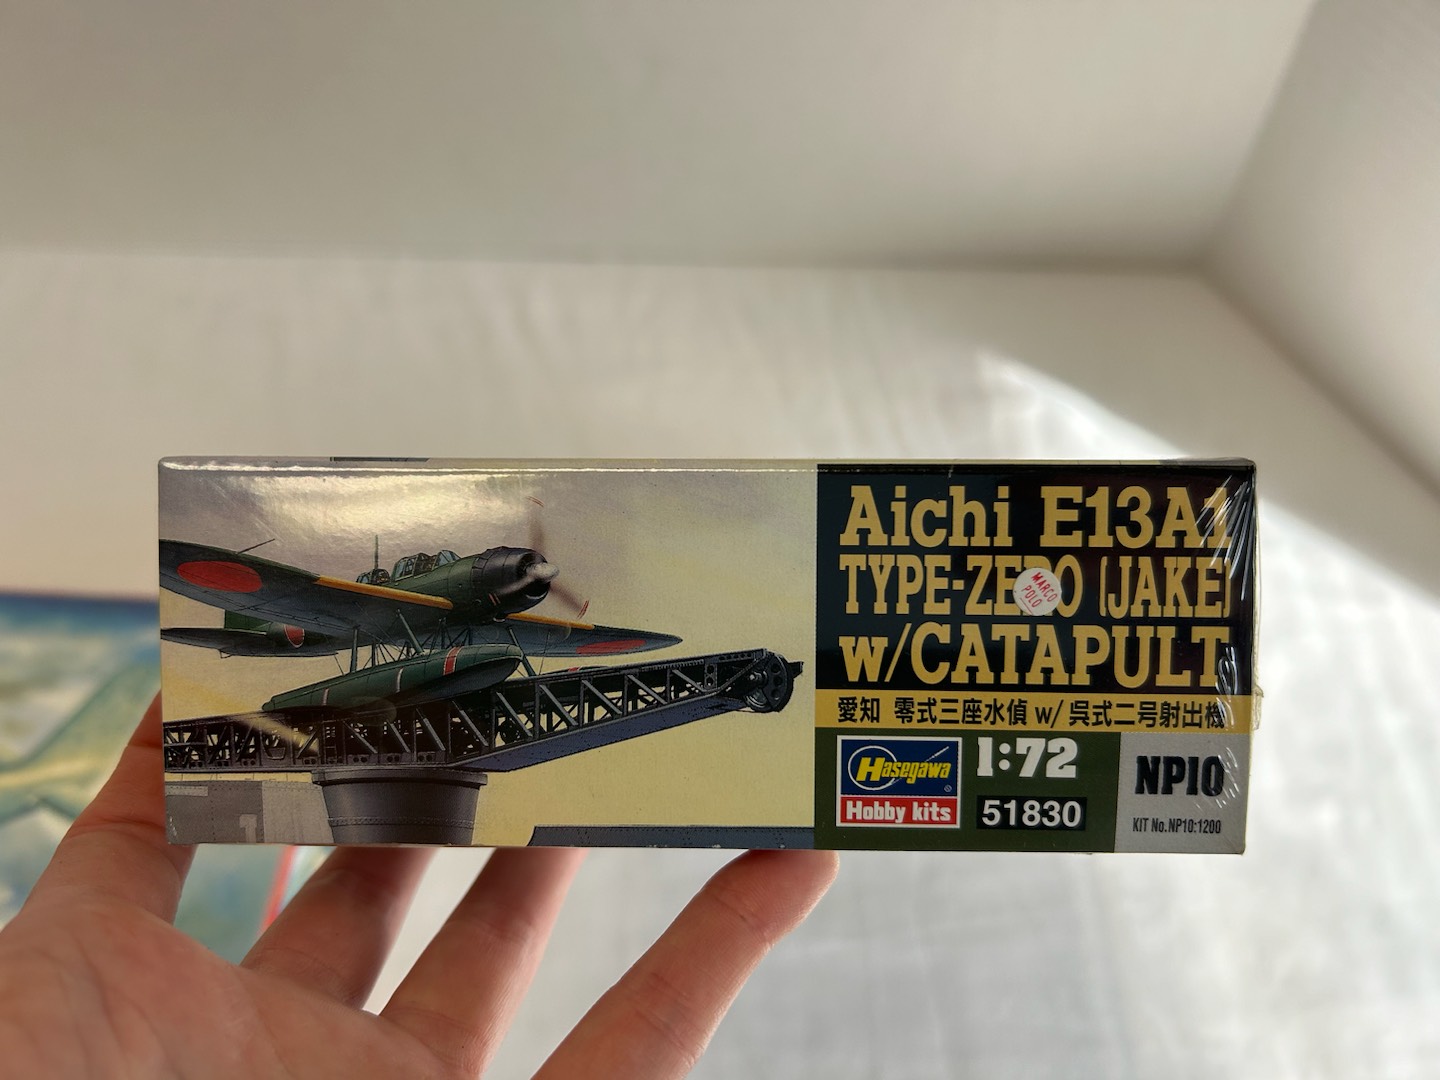 Aichi E13A1
TYPE-ZERO (JAKE)
w/CATAPULT
MARCO
POLO
愛知 零式三座水偵 w/ 呉式二号射出機
Hasegawa
Hobby kits
1:72
51830
NP10
KIT No.NP10:1200